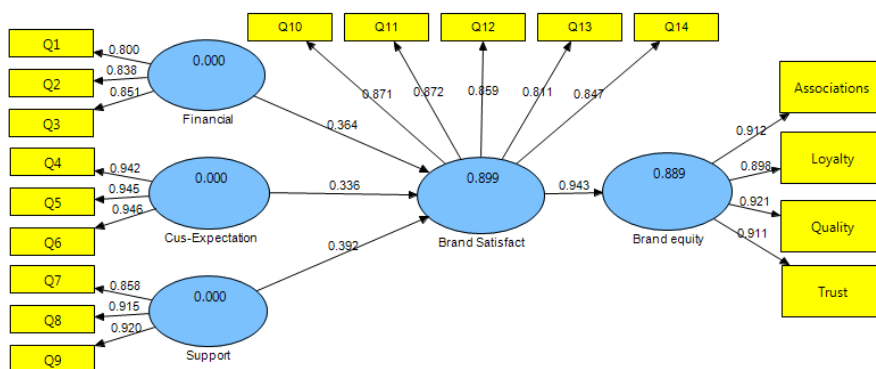 Q10
Q11
Q12
Q13
Q14
Q1
Q2
Q3
0.800
0.838
0.851
0.000
Financial
0.871
0.872
0.859
0.811
0.847
0.364
Q4
Q5
Q6
0.942
0.945
0.946
0.000
Cus-Expectation
0.336
0.899
Brand Satisfact
0.943
0.889
Brand equity
0.912
0.898
0.921
0.911
Associations
Loyalty
Quality
Trust
0.392
Q7
Q8
Q9
0.858
0.915
0.920
0.000
Support